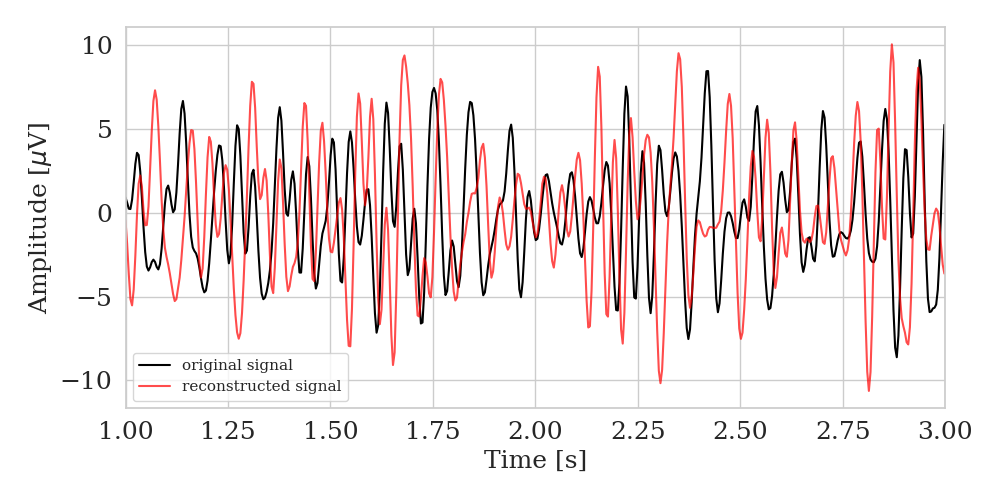 Amplitude [μV]
10
5
0
−5
−10
original signal
reconstructed signal
1.00 1.25 1.50 1.75 2.00 2.25 2.50 2.75 3.00
Time [s]